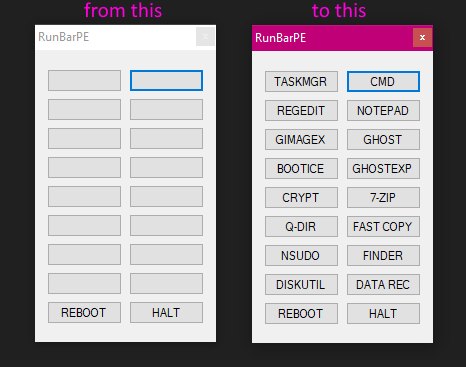 from this
to this
RunBarPE
x
RunBarPE
x
TASKMGR
CMD
REGEDIT
NOTEPAD
GIMAGEX
GHOST
BOOTICE
GHOSTEXP
CRYPT
7-ZIP
Q-DIR
FAST COPY
NSUDO
FINDER
DISKUTIL
DATA REC
REBOOT
HALT
REBOOT
HALT